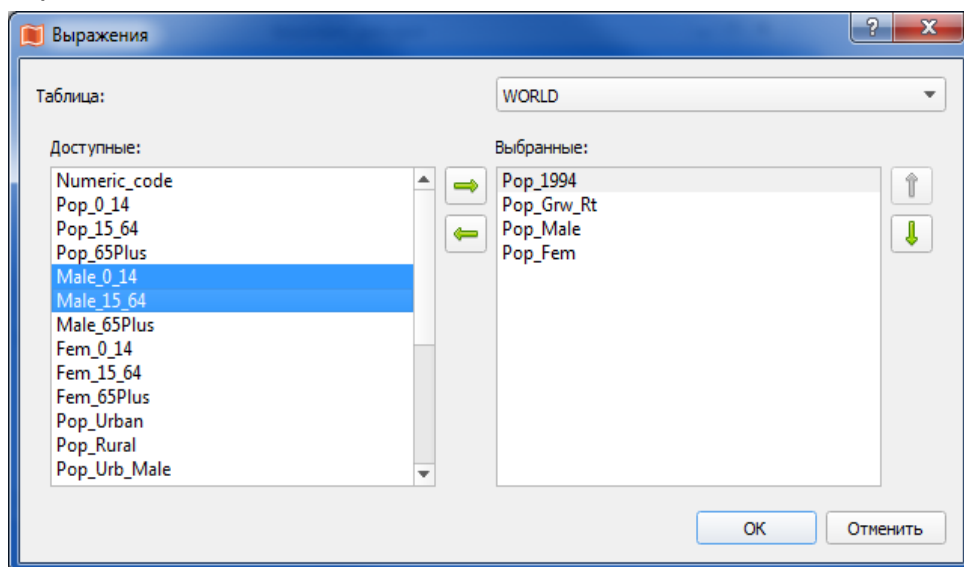 Выражения
Таблица:
WORLD
Доступные:
Выбранные:
Numeric_code
Pop_0_14
Pop_15_64
Pop_65Plus
Male_0_14
Male_15_64
Male_65Plus
Fem_0_14
Fem_15_64
Fem_65Plus
Pop_Urban
Pop_Rural
Pop_Urb_Male
Pop_1994
Pop_Grw_Rt
Pop_Male
Pop_Fem
OK
Отменить